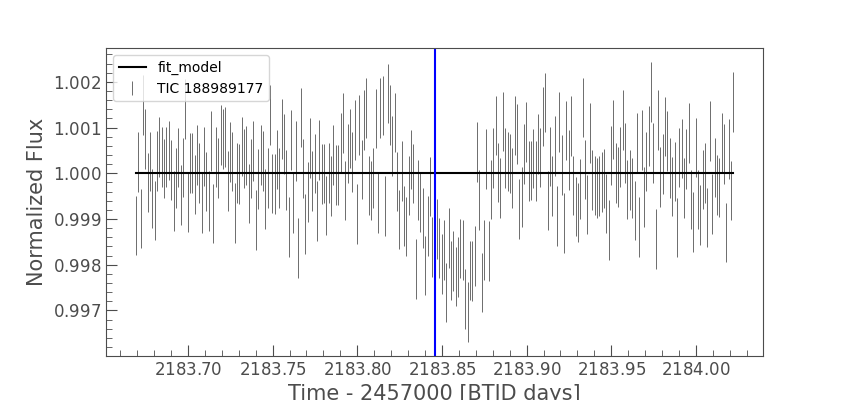 fit_model
TIC 188989177
1.002
1.001
1.000
0.999
0.998
0.997
Normalized Flux
2183.70 2183.75 2183.80 2183.85 2183.90 2183.95 2184.00
Time - 2457000 [BTJD days]